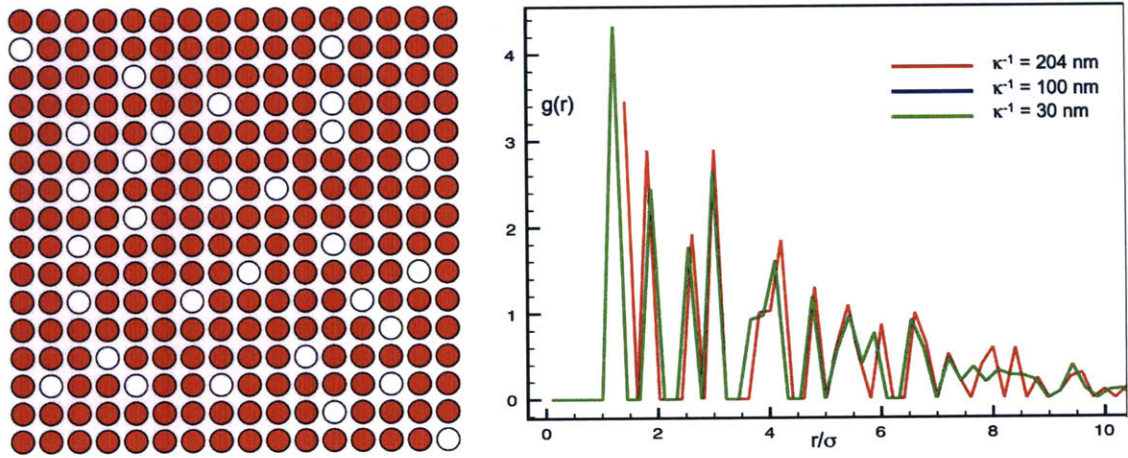 4
3
2
1
0
g(r)
κ⁻¹ = 204 nm
κ⁻¹ = 100 nm
κ⁻¹ = 30 nm
0 2 4 6 8 10
r/σ